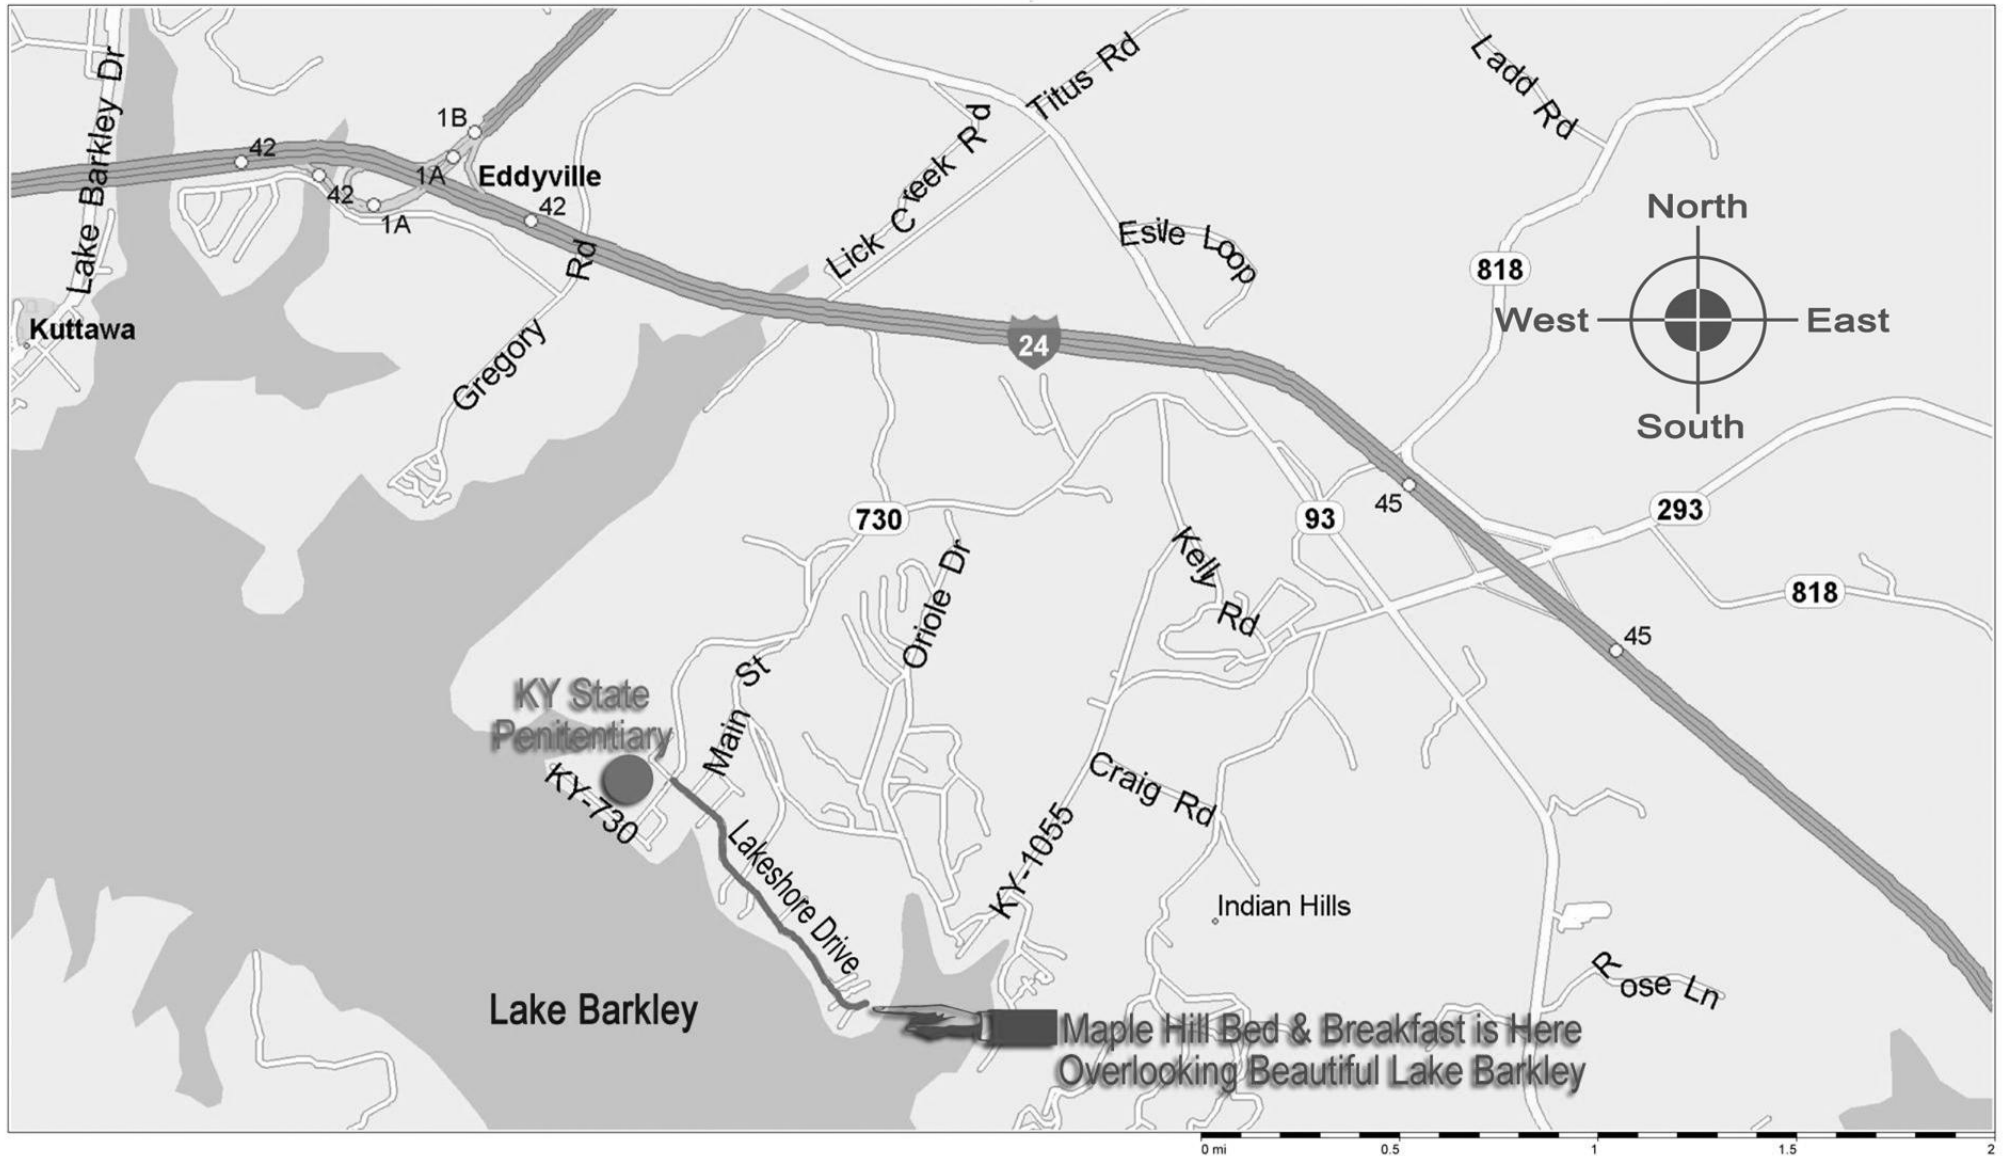 Lake Barkley Dr
42
1B
1A
Eddyville
42
1A
42
Kuttawa
Gregory Rd
Lick Creek Rd
Titus Rd
Ladd Rd
Eslie Loop
818
North
West
East
South
24
730
93
45
293
818
45
Oriole Dr
Kelly Rd
KY State
Penitentiary
Main St
KY-730
Craig Rd
KY-1055
Lakeshore Drive
Indian Hills
Rose Ln
Lake Barkley
Maple Hill Bed & Breakfast is Here
Overlooking Beautiful Lake Barkley
0 mi
0.5
1
1.5
2